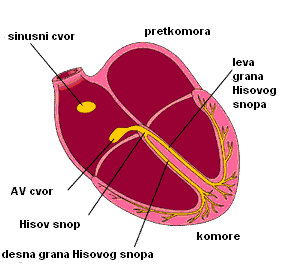 sinusni cvor
pretkomora
leva
grana
Hisovog
snopa
AV cvor
Hisov snop
komore
desna grana Hisovog snopa